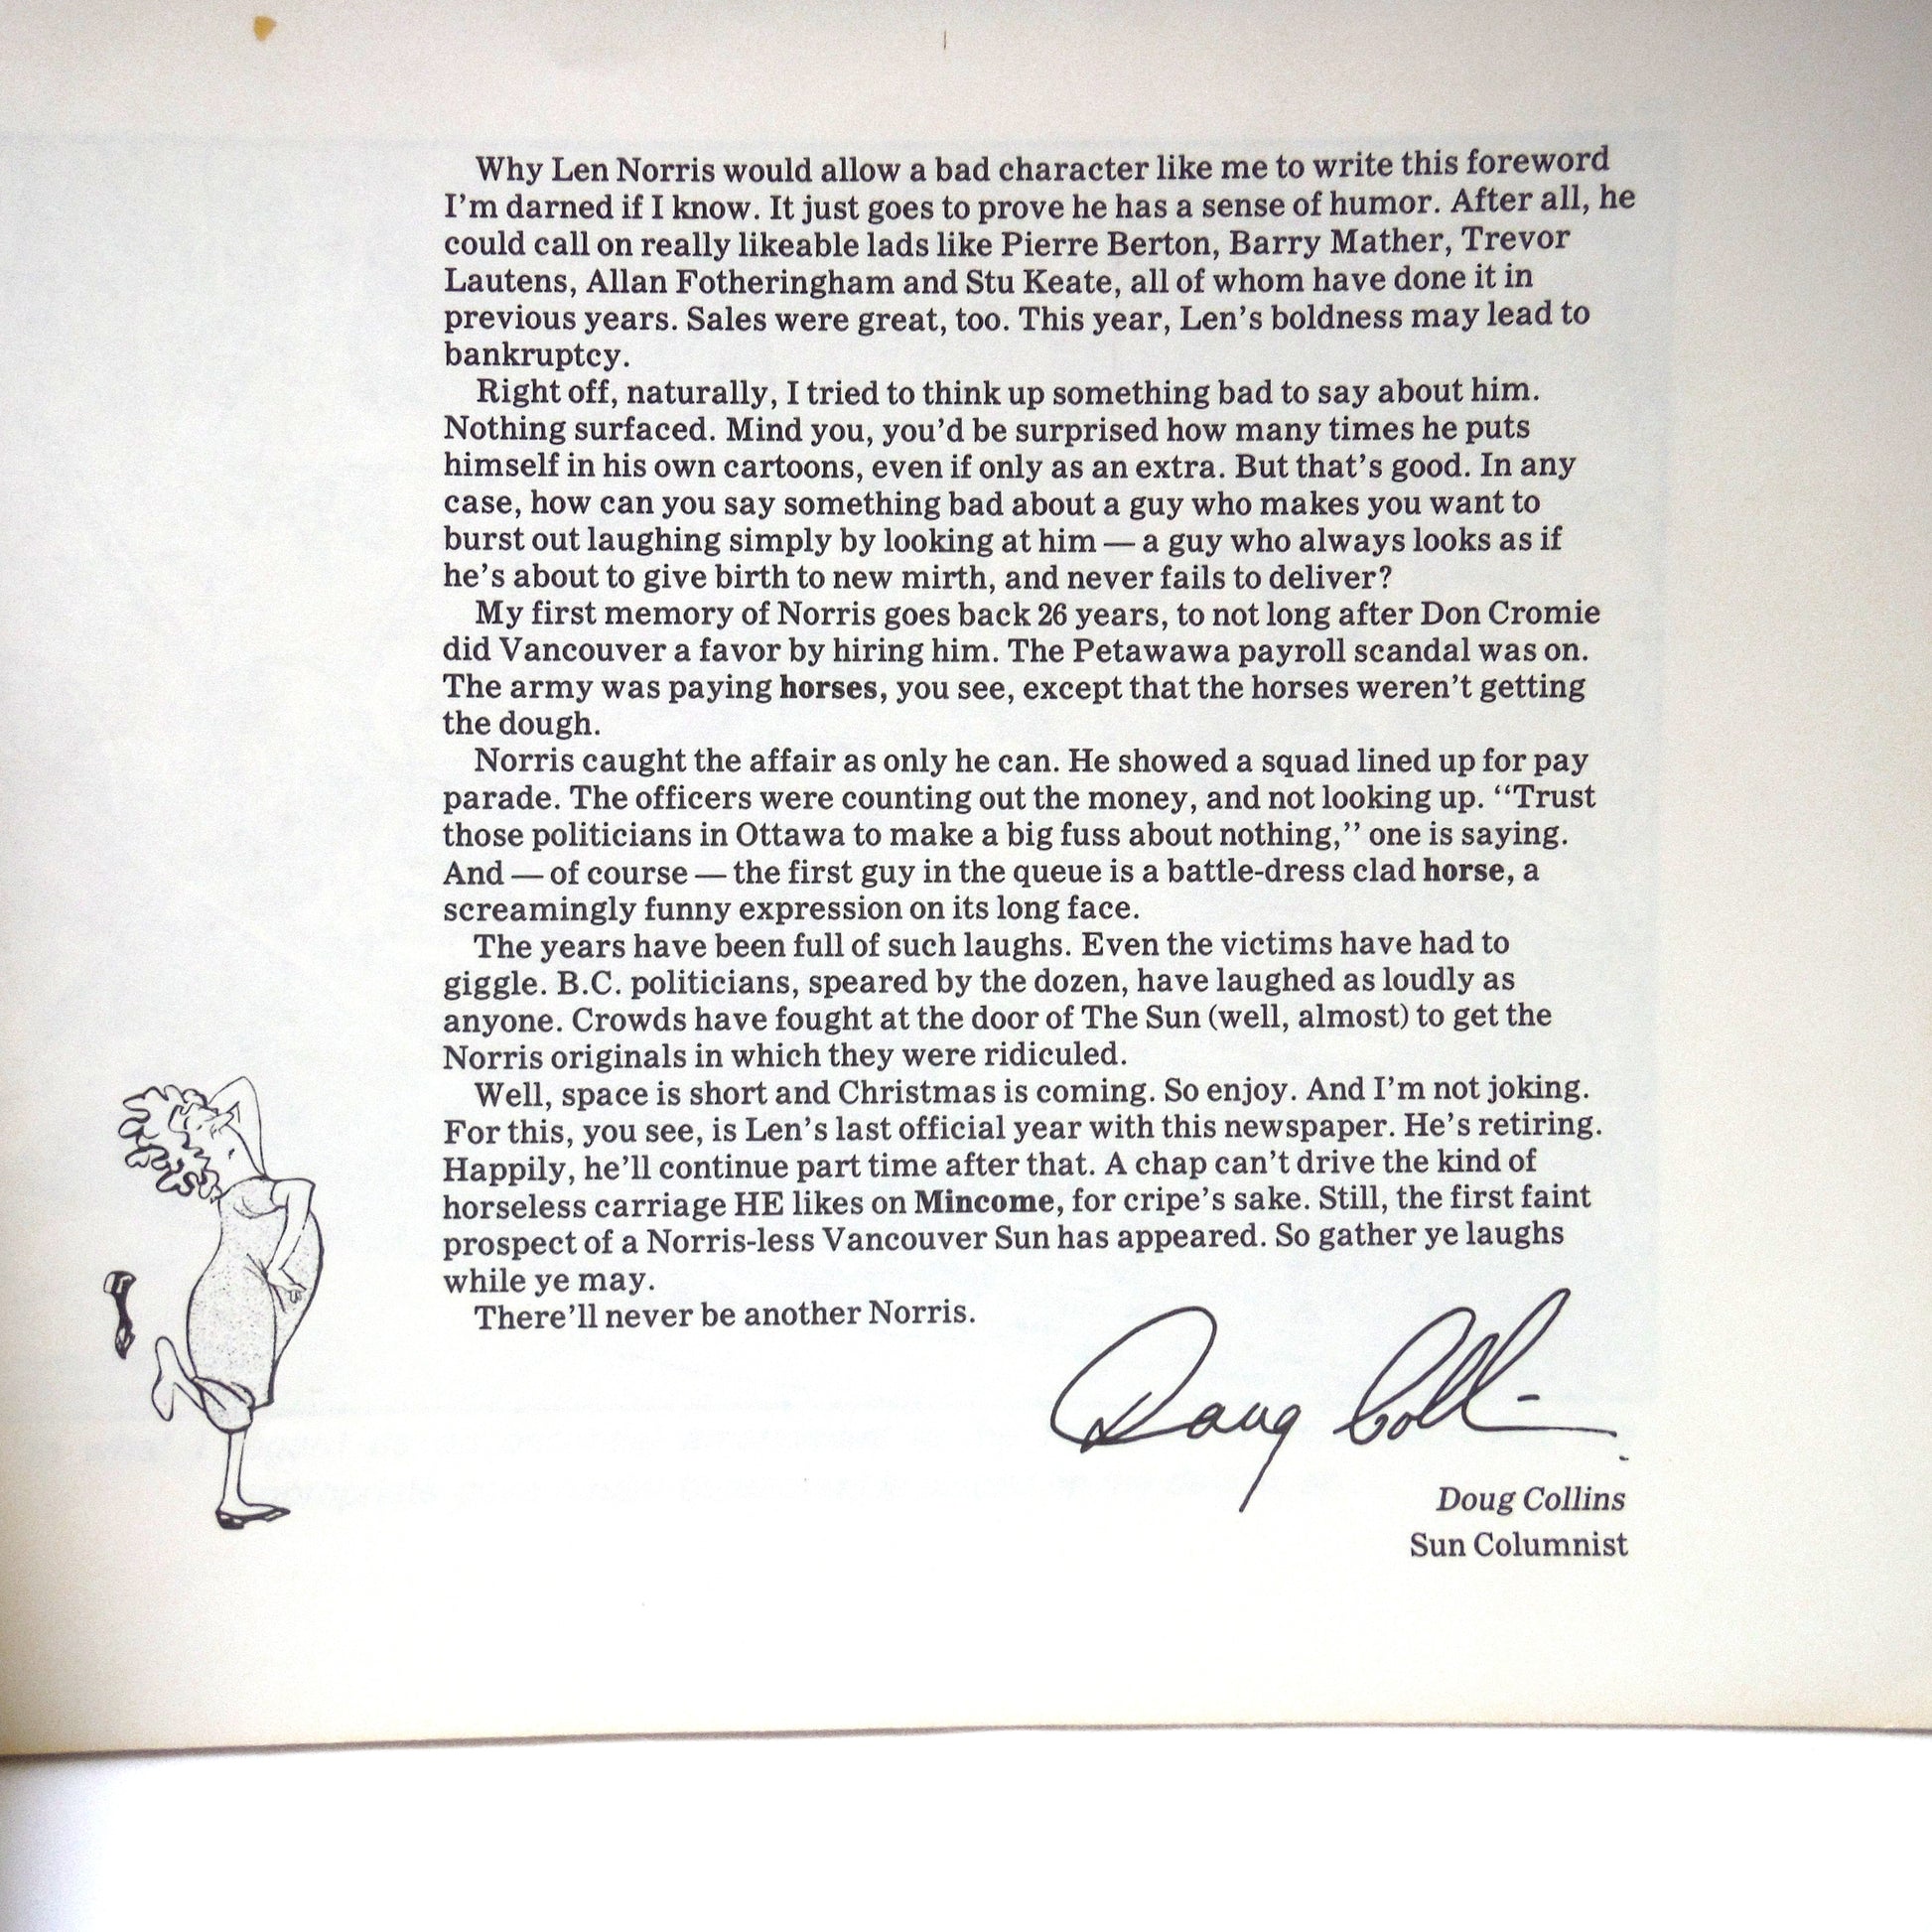 Why Len Norris would allow a bad character like me to write this foreword
I'm darned if I know. It just goes to prove he has a sense of humor. After all, he
could call on really likeable lads like Pierre Berton, Barry Mather, Trevor
Lautens, Allan Fotheringham and Stu Keate, all of whom have done it in
previous years. Sales were great, too. This year, Len's boldness may lead to
bankruptcy.
Right off, naturally, I tried to think up something bad to say about him.
Nothing surfaced. Mind you, you'd be surprised how many times he puts
himself in his own cartoons, even if only as an extra. But that's good. In any
case, how can you say something bad about a guy who makes you want to
burst out laughing simply by looking at him — a guy who always looks as if
he's about to give birth to new mirth, and never fails to deliver?
My first memory of Norris goes back 26 years, to not long after Don Cromie
did Vancouver a favor by hiring him. The Petawawa payroll scandal was on.
The army was paying horses, you see, except that the horses weren't getting
the dough.
Norris caught the affair as only he can. He showed a squad lined up for pay
parade. The officers were counting out the money, and not looking up. ‘‘Trust
those politicians in Ottawa to make a big fuss about nothing,’’ one is saying.
And — of course — the first guy in the queue is a battle-dress clad horse, a
screamingly funny expression on its long face.
The years have been full of such laughs. Even the victims have had to
giggle. B.C. politicians, speared by the dozen, have laughed as loudly as
anyone. Crowds have fought at the door of The Sun (well, almost) to get the
Norris originals in which they were ridiculed.
Well, space is short and Christmas is coming. So enjoy. And I'm not joking.
For this, you see, is Len's last official year with this newspaper. He's retiring.
Happily, he'll continue part time after that. A chap can't drive the kind of
horseless carriage HE likes on Mincome, for cripe's sake. Still, the first faint
prospect of a Norris-less Vancouver Sun has appeared. So gather ye laughs
while ye may.
There'll never be another Norris.
Doug Collins
Doug Collins
Sun Columnist